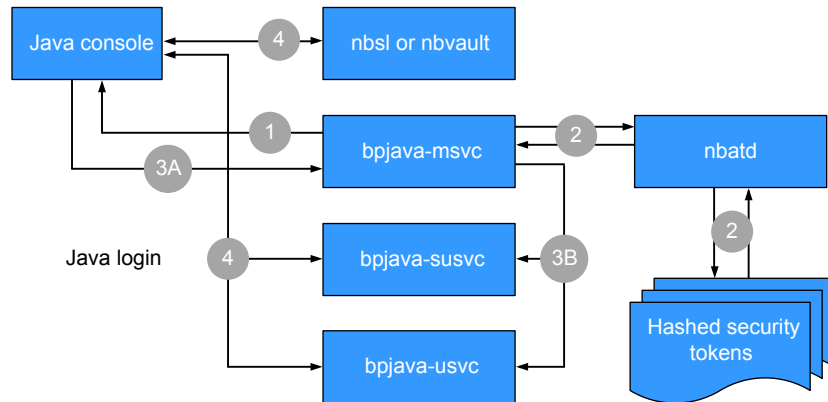 Java console
4
nbsl or nbvault
1
2
bpjava-msvc
nbatd
3A
2
Java login
4
bpjava-susvc
3B
Hashed security
tokens
bpjava-usvc